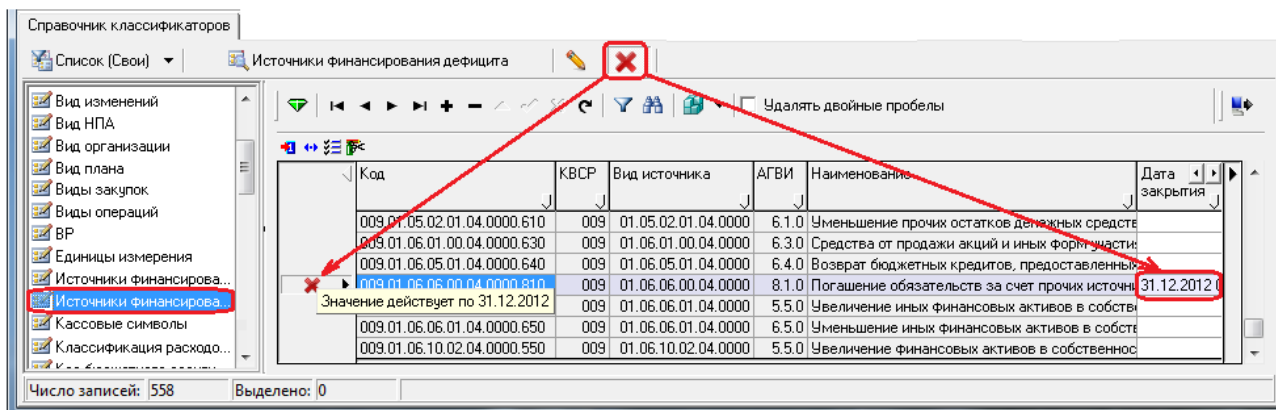 Справочник классификаторов
Список (Свои) Источники финансирования дефицита
Вид изменений
Вид НПА
Вид организации
Вид плана
Виды закупок
Виды операций
ВР
Единицы измерения
Источники финансирова...
Источники финансирова...
Кассовые символы
Классификация расходо...
Удалять двойные пробелы
Код КВСР Вид источника АГВИ Наименование Дата закрытия
009.01.05.02.01.04.0000.610 009 01.05.02.01.04.0000 6.1.0 Уменьшение прочих остатков денежных средств
009.01.06.01.00.04.0000.630 009 01.06.01.00.04.0000 6.3.0 Средства от продажи акций и иных форм участи
009.01.06.05.01.04.0000.640 009 01.06.05.01.04.0000 6.4.0 Возврат бюджетных кредитов, предоставленных
009.01.06.06.00.04.0000.810 009 01.06.06.00.04.0000 8.1.0 Погашение обязательств за счет прочих источни 31.12.2012 0
Значение действует по 31.12.2012 009 01.06.06.01.04.0000 5.5.0 Увеличение иных финансовых активов в собств
009.01.06.06.01.04.0000.650 009 01.06.06.01.04.0000 6.5.0 Уменьшение иных финансовых активов в собст
009.01.06.10.02.04.0000.550 009 01.06.10.02.04.0000 5.5.0 Увеличение финансовых активов в собственнос
Число записей: 558 Выделено: 0